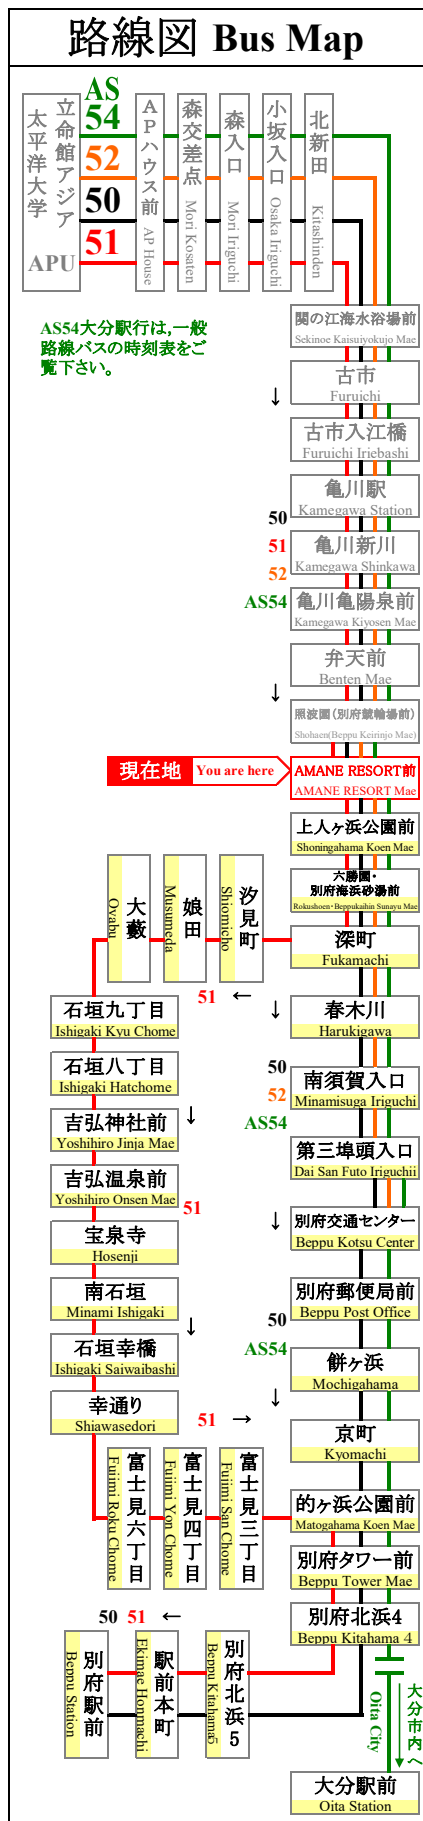 路線図 Bus Map
AS
54
52
50
51
立命館アジア
太平洋大学
APU
APハウス前
AP House
森交差点
Mori Kosaten
森入口
Mori Iriguchi
小坂入口
Osaka Iriguchi
北新田
Kitashinden
AS54大分駅行は,一般
路線バスの時刻表をご
覧下さい。
関の江海水浴場前
Sekinoe Kaisuiyokujo Mae
↓
古市
Furuichi
古市入江橋
Furuichi Iriebashi
亀川駅
Kamegawa Station
50
51
52
AS54
亀川新川
Kamegawa Shinkawa
亀川亀陽泉前
Kamegawa Kiyosen Mae
弁天前
Benten Mae
↓
照波園(別府競輪場前)
Shohaen(Beppu Keirinjo Mae)
現在地 You are here
AMANE RESORT前
AMANE RESORT Mae
上人ヶ浜公園前
Shoningahama Koen Mae
六勝園・
別府海浜砂湯前
Rokushoen・Beppukaihin Sunayu Mae
深町
Fukamachi
汐見町
Shiomicho
娘田
Musumeda
大藪
Oyabu
51 ←
石垣九丁目
Ishigaki Kyu Chome
石垣八丁目
Ishigaki Hatchome
吉弘神社前
Yoshihiro Jinja Mae
↓
吉弘温泉前
Yoshihiro Onsen Mae
51
宝泉寺
Hosenji
南石垣
Minami Ishigaki
↓
石垣幸橋
Ishigaki Saiwaibashi
幸通り
Shiawasedori
51 →
富士見六丁目
Fujimi Roku Chome
富士見四丁目
Fujimi Yon Chome
富士見三丁目
Fujimi San Chome
↓
春木川
Harukigawa
50
52
AS54
南須賀入口
Minamisuga Iriguchi
第三埠頭入口
Dai San Futo Iriguchii
↓
別府交通センター
Beppu Kotsu Center
別府郵便局前
Beppu Post Office
50
AS54
餅ヶ浜
Mochigahama
↓
京町
Kyomachi
的ヶ浜公園前
Matogahama Koen Mae
別府タワー前
Beppu Tower Mae
別府北浜4
Beppu Kitahama 4
50 51 ←
別府北浜5
Beppu Kitahama5
駅前本町
Ekimae Honmachi
別府駅前
Beppu Station
大分市内へ
Oita City
↓
大分駅前
Oita Station